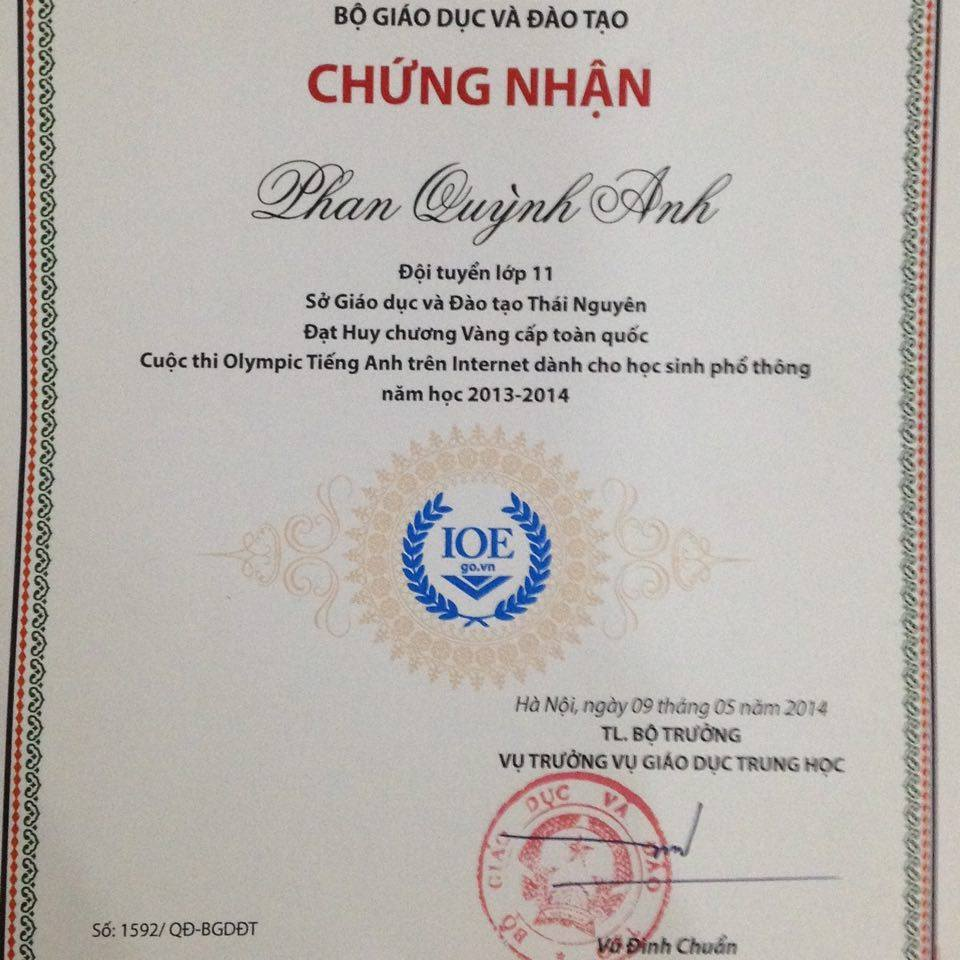 BỘ GIÁO DỤC VÀ ĐÀO TẠO
CHỨNG NHẬN
Phan Quỳnh Anh
Đội tuyển lớp 11
Sở Giáo dục và Đào tạo Thái Nguyên
Đạt Huy chương Vàng cấp toàn quốc
Cuộc thi Olympic Tiếng Anh trên Internet dành cho học sinh phổ thông
năm học 2013-2014
IOE
go.vn
Hà Nội, ngày 09 tháng 05 năm 2014
TL. BỘ TRƯỞNG
VỤ TRƯỞNG VỤ GIÁO DỤC TRUNG HỌC
BỘ GIÁO DỤC VÀ ĐÀO
Số: 1592/ QĐ-BGDĐT
Vũ Đình Chuẩn